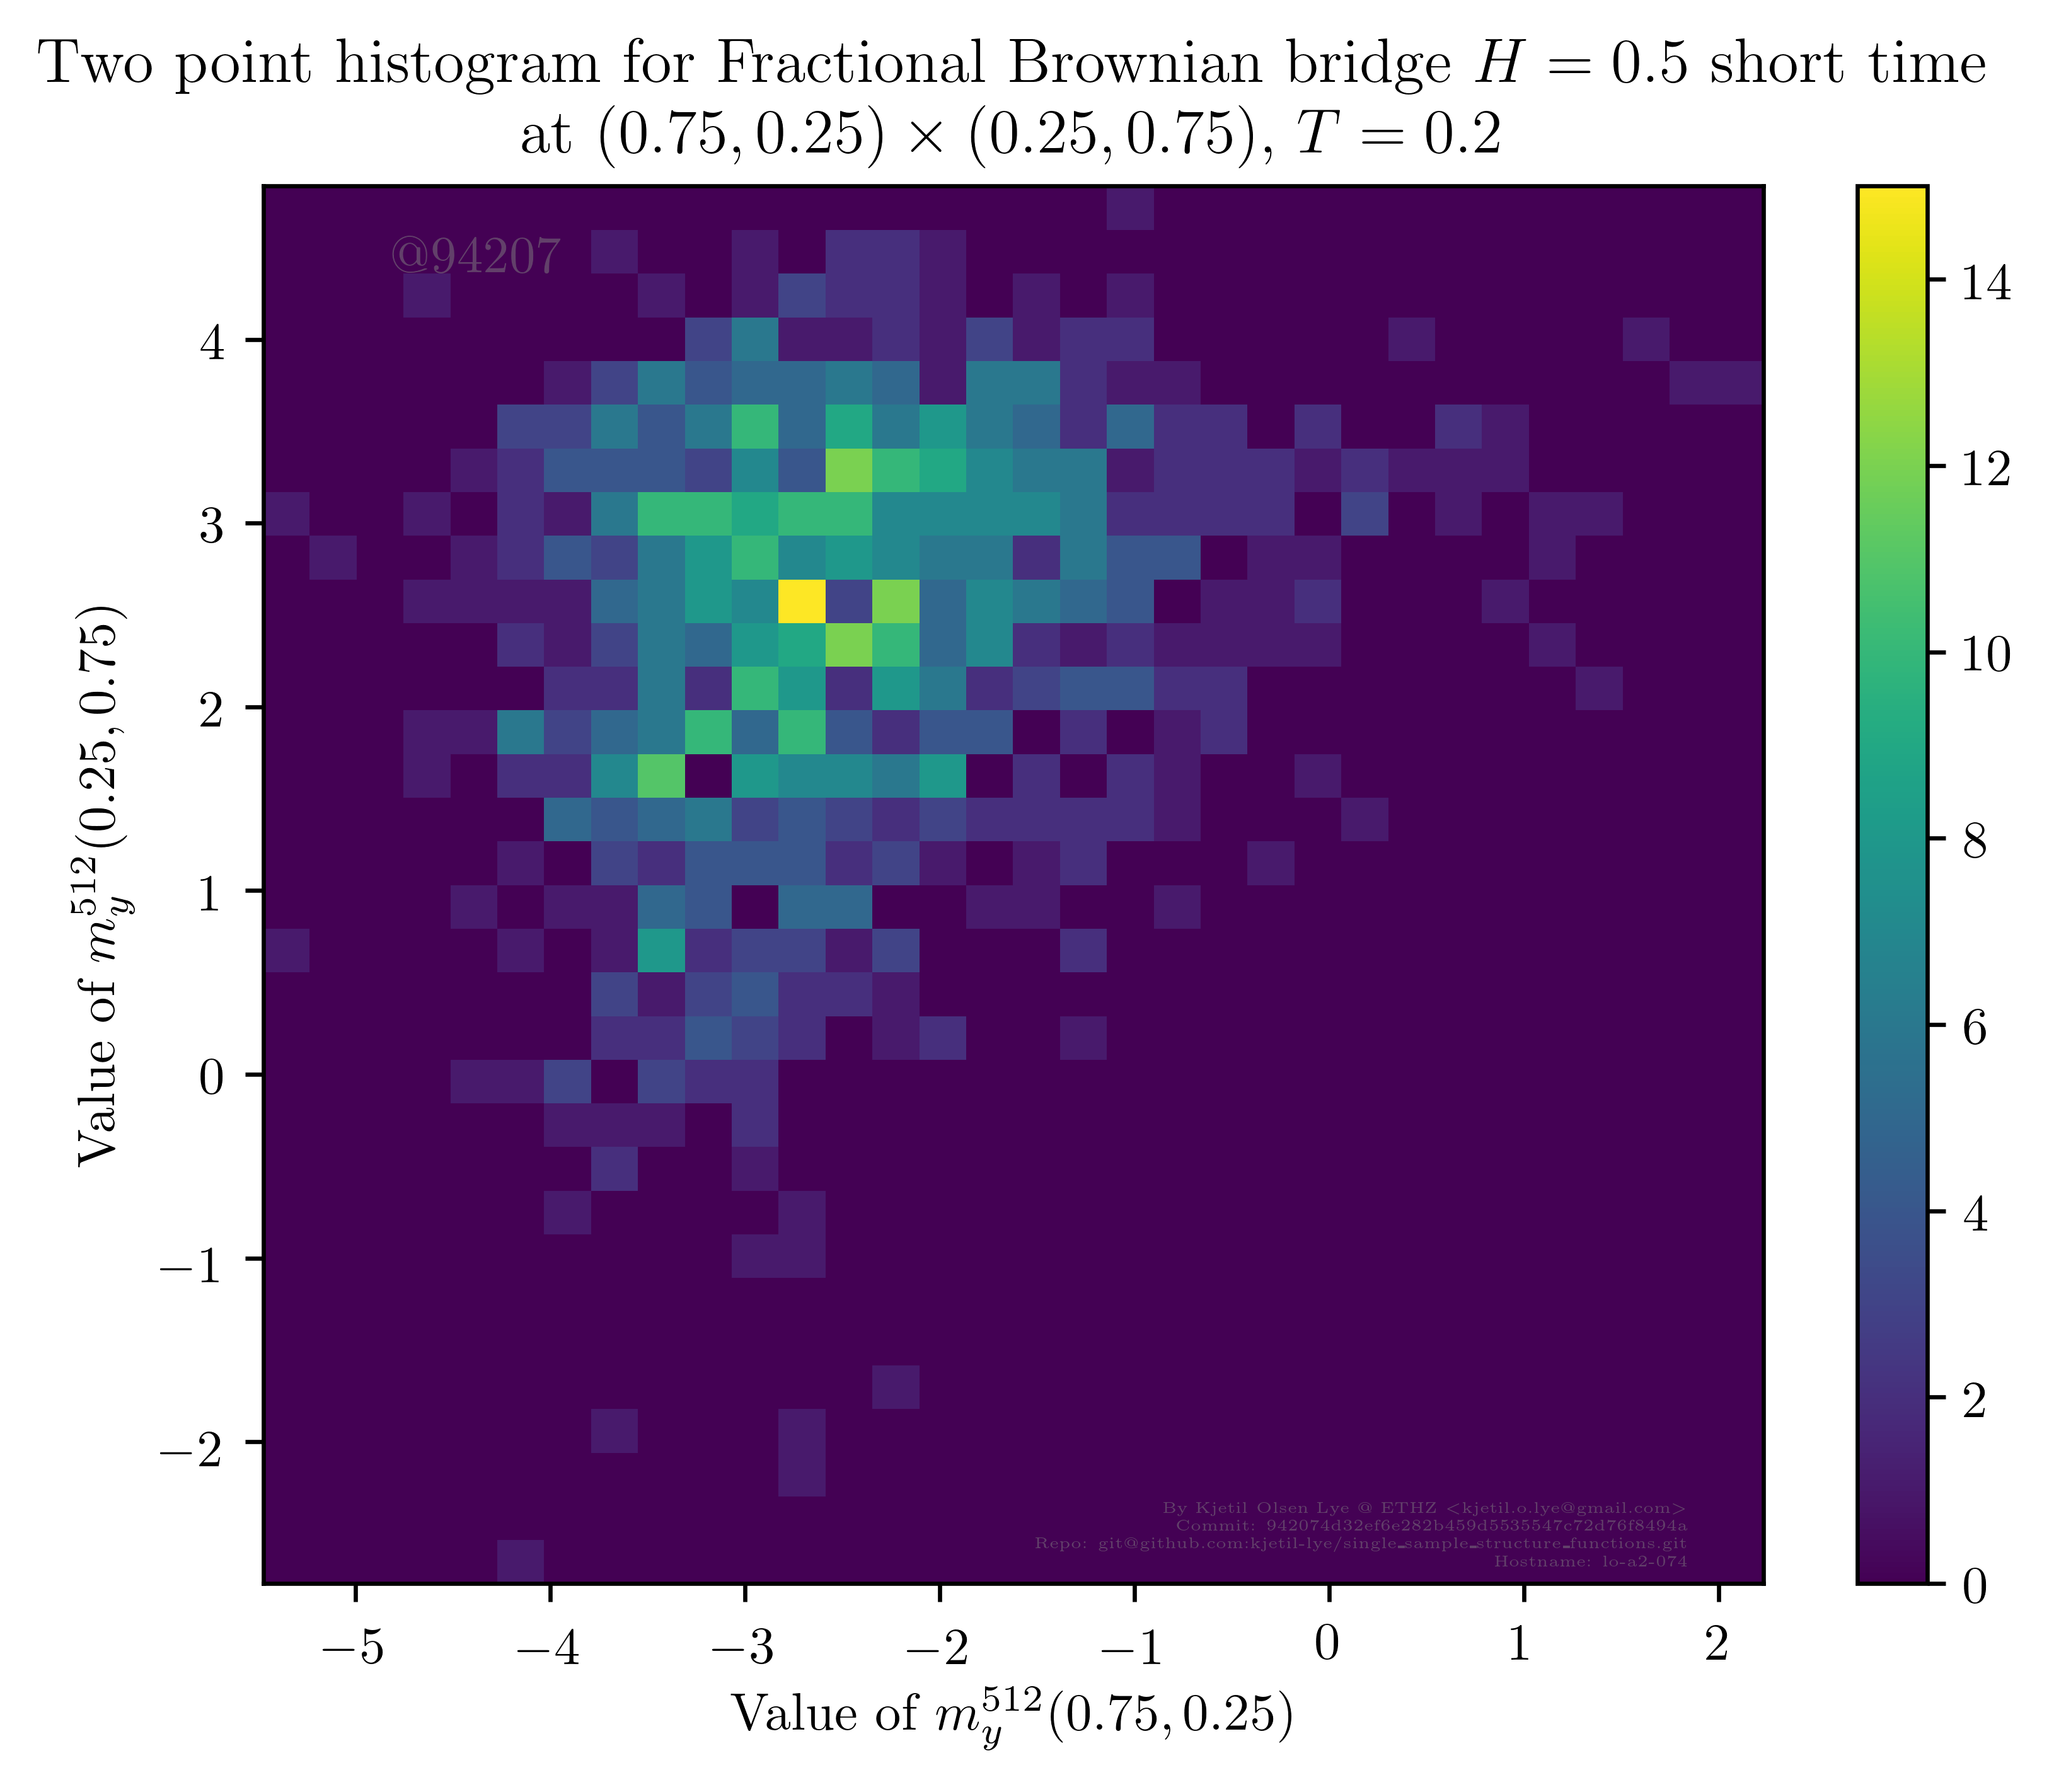 Two point histogram for Fractional Brownian bridge H = 0.5 short time
at (0.75, 0.25) × (0.25, 0.75), T = 0.2
@94207
4
3
2
1
0
−1
−2
Value of m_y^512(0.25, 0.75)
−5 −4 −3 −2 −1 0 1 2
Value of m_y^512(0.75, 0.25)
14
12
10
8
6
4
2
0
By Kjetil Olsen Lye @ ETHZ <kjetil.o.lye@gmail.com>
Commit: 942074d32ef6e282b459d5535547c72d76f8494a
Repo: git@github.com:kjetil-lye/single_sample_structure_functions.git
Hostname: lo-a2-074